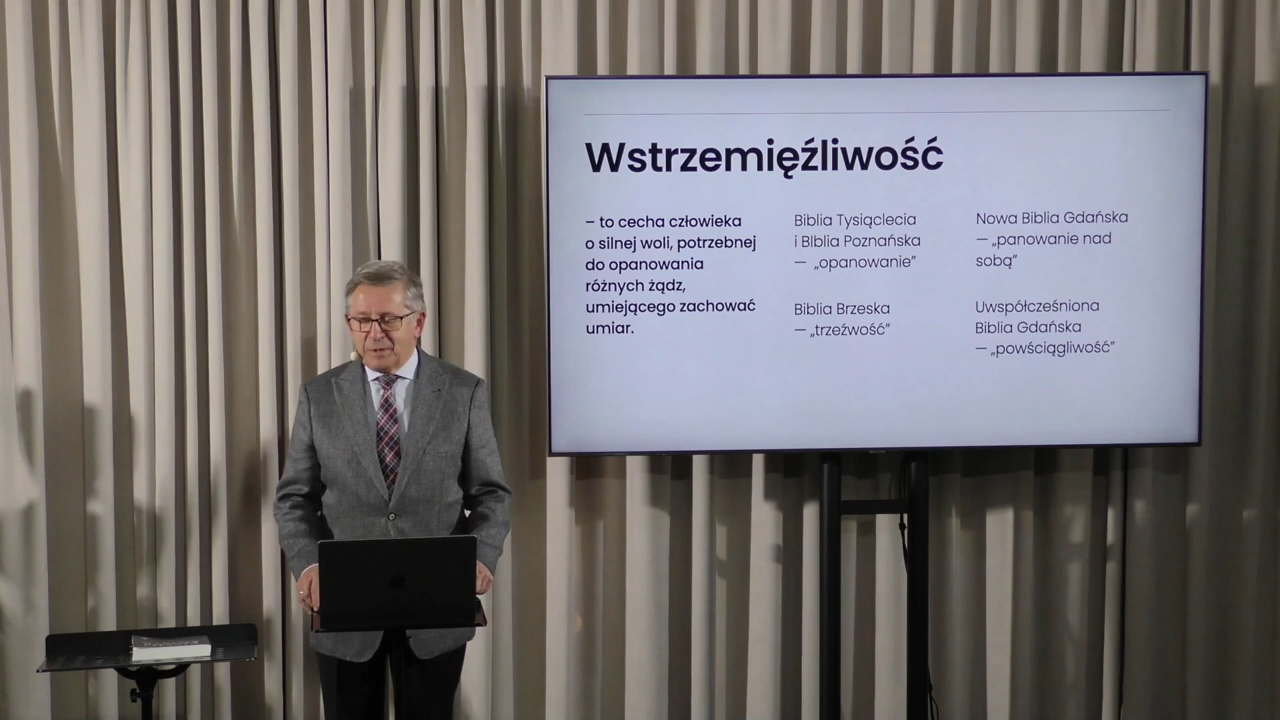 Wstrzemięźliwość
– to cecha człowieka
o silnej woli, potrzebnej
do opanowania
różnych żądz,
umiejącego zachować
umiar.
Biblia Tysiąclecia
i BIblia Poznańska
— „opanowanie”
Biblia Brzeska
— „trzeźwość”
Nowa Biblia Gdańska
— „panowanie nad
sobą”
Uwspółcześniona
Biblia Gdańska
— „powściągliwość”